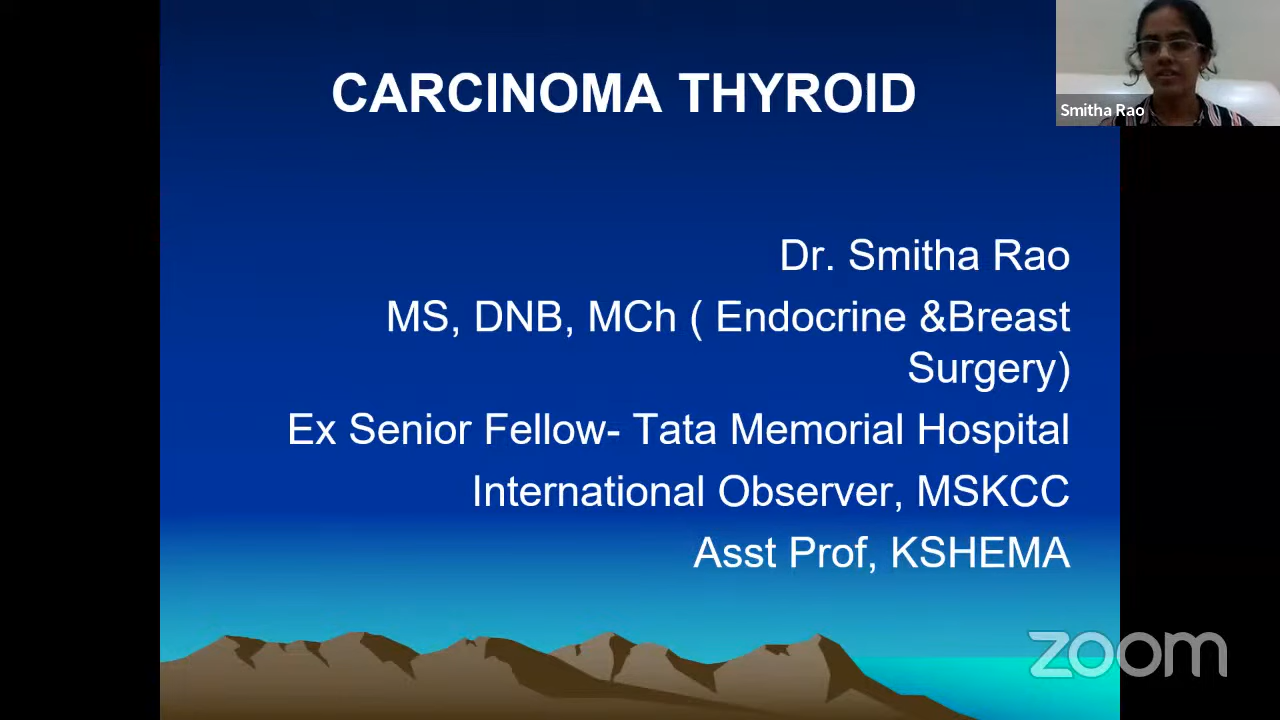 CARCINOMA THYROID
Smitha Rao
Dr. Smitha Rao
MS, DNB, MCh ( Endocrine &Breast
Surgery)
Ex Senior Fellow- Tata Memorial Hospital
International Observer, MSKCC
Asst Prof, KSHEMA
zoom